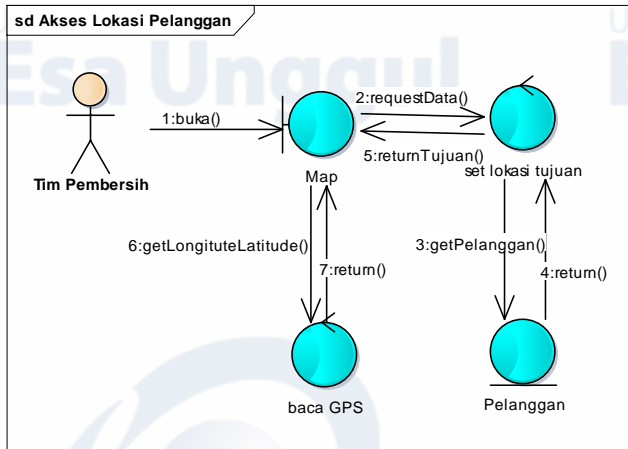 sd Akses Lokasi Pelanggan
Esa Unggul
2:requestData()
1:buka()
5:returnTujuan()
Map
set lokasi tujuan
Tim Pembersih
6:getLongituteLatitude()
3:getPelanggan()
7:return()
4:return()
baca GPS
Pelanggan